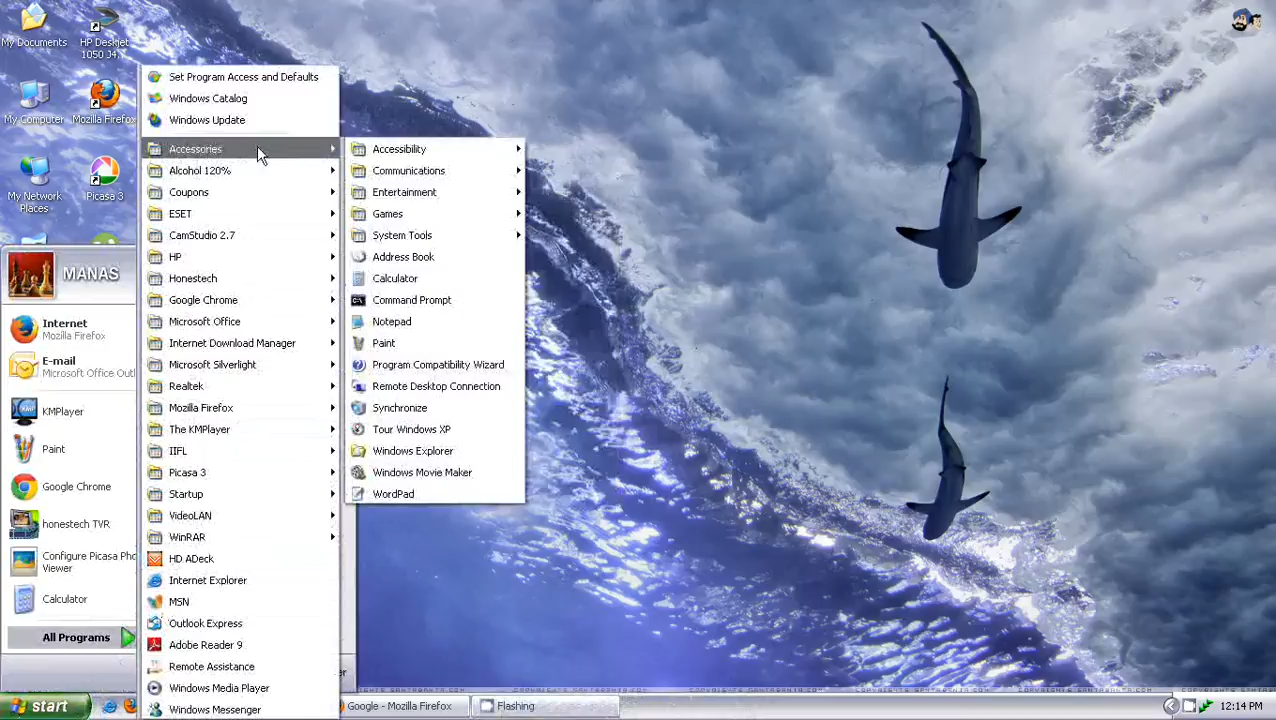 My Documents
HP Deskjet
1050 J4...
My Computer
Mozilla Firefox
My Network
Places
Picasa 3
Set Program Access and Defaults
Windows Catalog
Windows Update
Accessories
Alcohol 120%
Coupons
ESET
CamStudio 2.7
HP
Honestech
Google Chrome
Microsoft Office
Internet Download Manager
Microsoft Silverlight
Realtek
Mozilla Firefox
The KMPlayer
IIFL
Picasa 3
Startup
VideoLAN
WinRAR
HD ADeck
Internet Explorer
MSN
Outlook Express
Adobe Reader 9
Remote Assistance
Windows Media Player
Windows Messenger
Accessibility
Communications
Entertainment
Games
System Tools
Address Book
Calculator
Command Prompt
Notepad
Paint
Program Compatibility Wizard
Remote Desktop Connection
Synchronize
Tour Windows XP
Windows Explorer
Windows Movie Maker
WordPad
MANAS
Internet
Mozilla Firefox
E-mail
Microsoft Office Outl
KMPlayer
Paint
Google Chrome
honestech TVR
Configure Picasa Pho
Viewer
Calculator
All Programs
start
Google - Mozilla Firefox
Flashing
12:14 PM